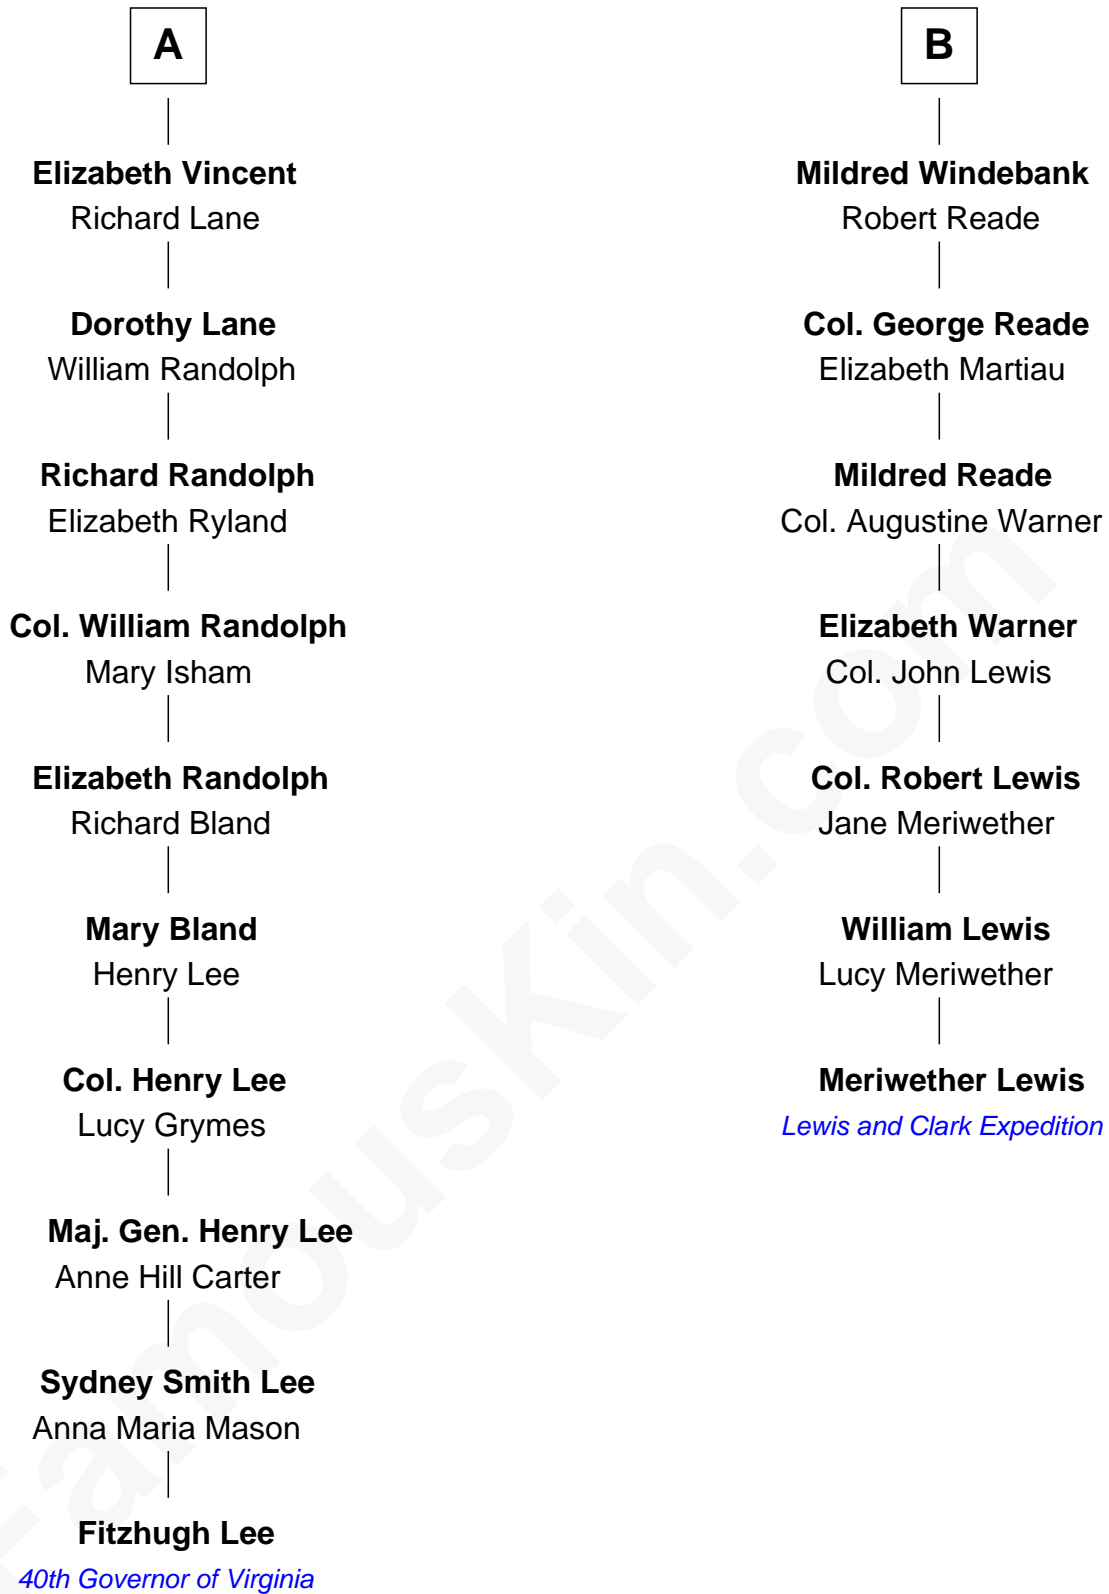 A
Elizabeth Vincent
Richard Lane
Dorothy Lane
William Randolph
Richard Randolph
Elizabeth Ryland
Col. William Randolph
Mary Isham
Elizabeth Randolph
Richard Bland
Mary Bland
Henry Lee
Col. Henry Lee
Lucy Grymes
Maj. Gen. Henry Lee
Anne Hill Carter
Sydney Smith Lee
Anna Maria Mason
Fitzhugh Lee
40th Governor of Virginia
B
Mildred Windebank
Robert Reade
Col. George Reade
Elizabeth Martiau
Mildred Reade
Col. Augustine Warner
Elizabeth Warner
Col. John Lewis
Col. Robert Lewis
Jane Meriwether
William Lewis
Lucy Meriwether
Meriwether Lewis
Lewis and Clark Expedition
FamousKin.com